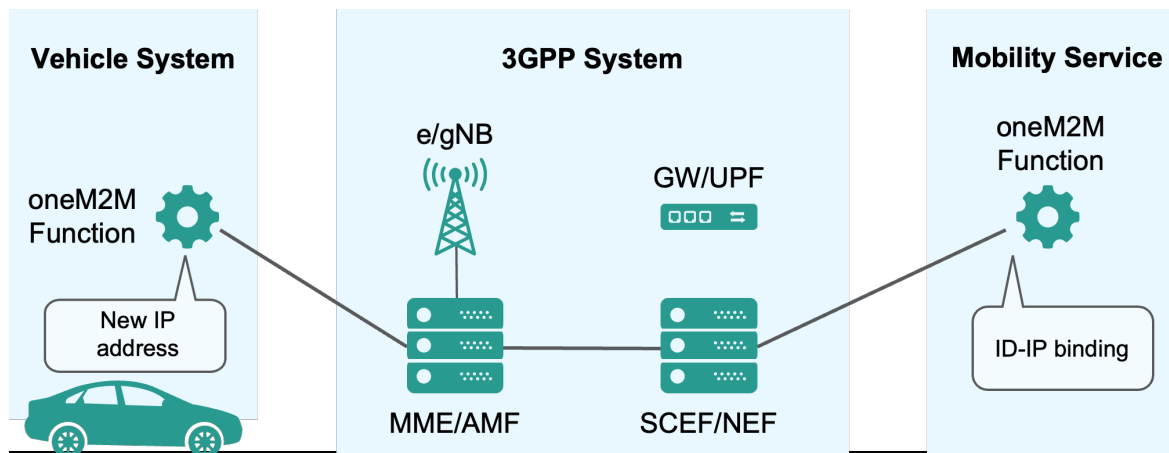 Vehicle System
3GPP System
Mobility Service
e/gNB
oneM2M
Function
GW/UPF
oneM2M
Function
New IP
address
ID-IP binding
MME/AMF
SCEF/NEF